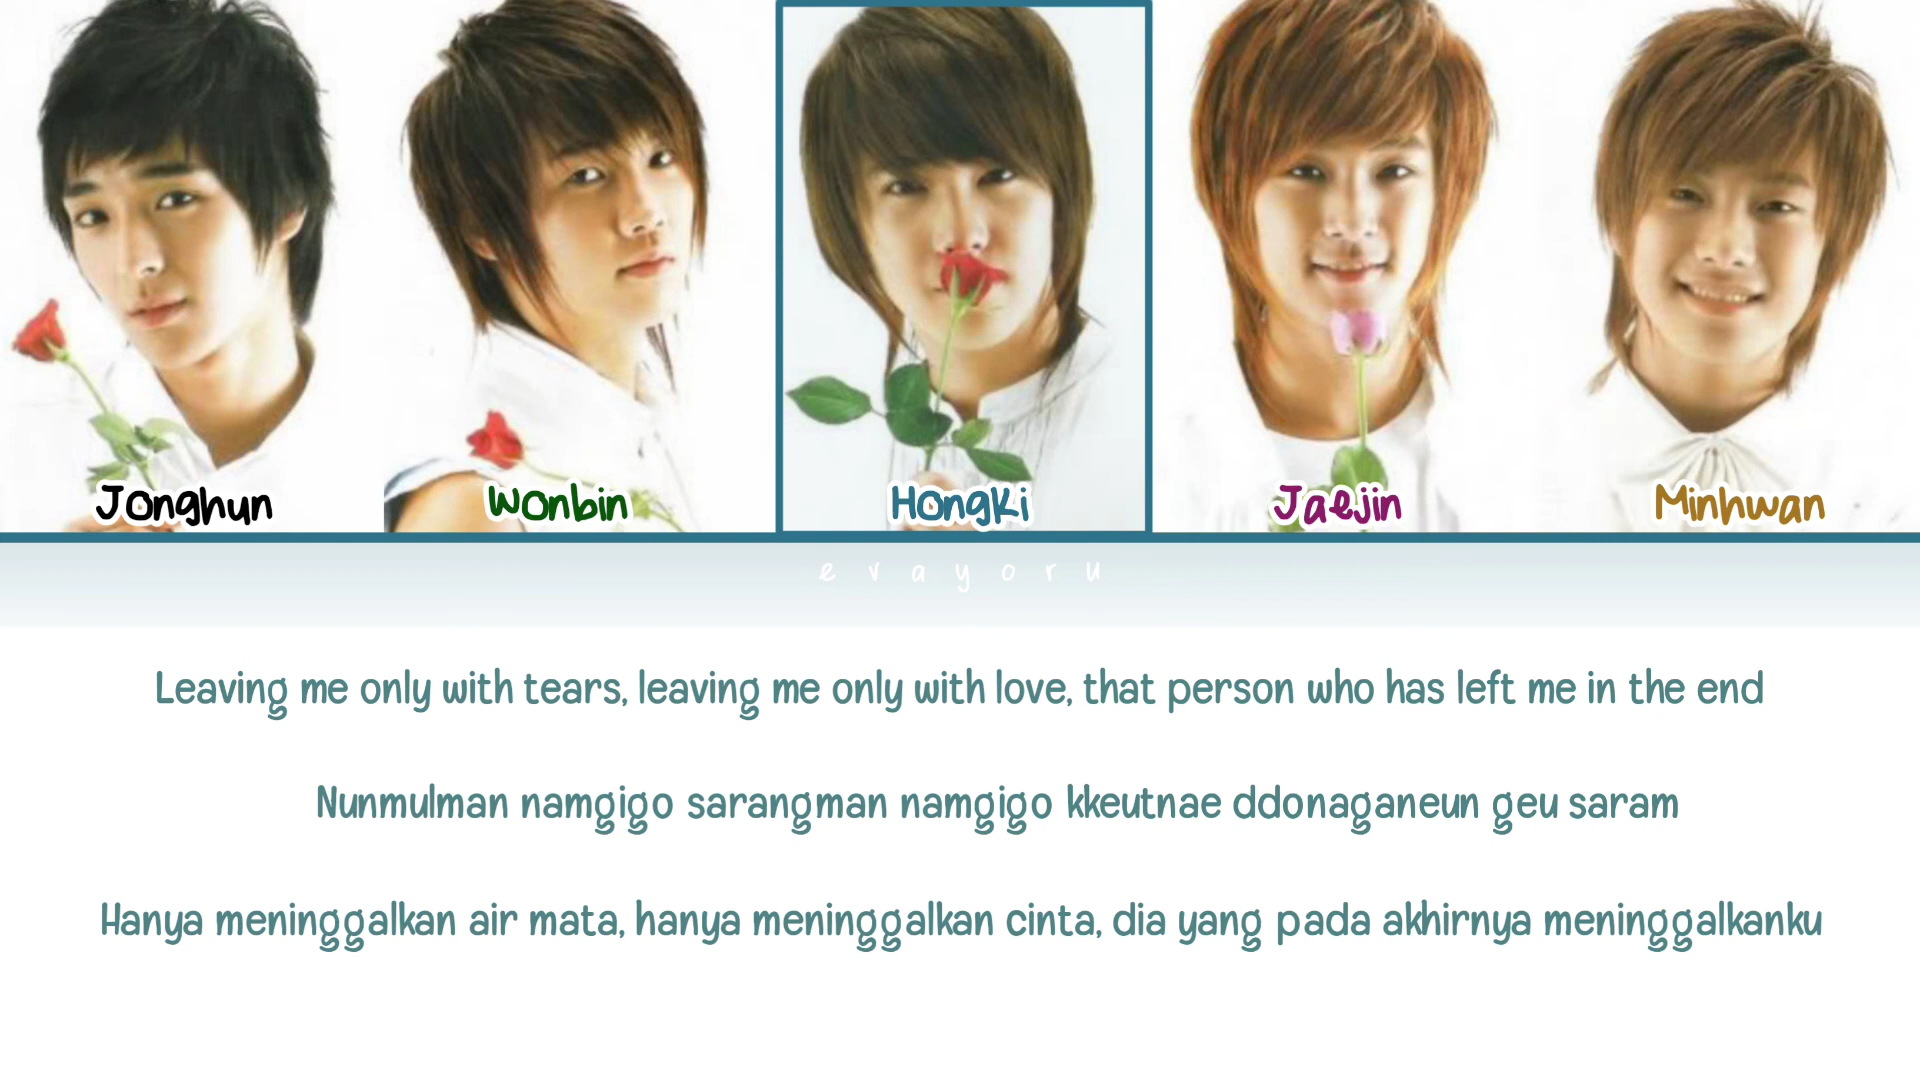 Jonghun
Wonbin
Hongki
Jaejin
Minhwan
evayoru
Leaving me only with tears, leaving me only with love, that person who has left me in the end
Nunmulman namgigo sarangman namgigo kkeutnae ddonaganeun geu saram
Hanya meninggalkan air mata, hanya meninggalkan cinta, dia yang pada akhirnya meninggalkanku